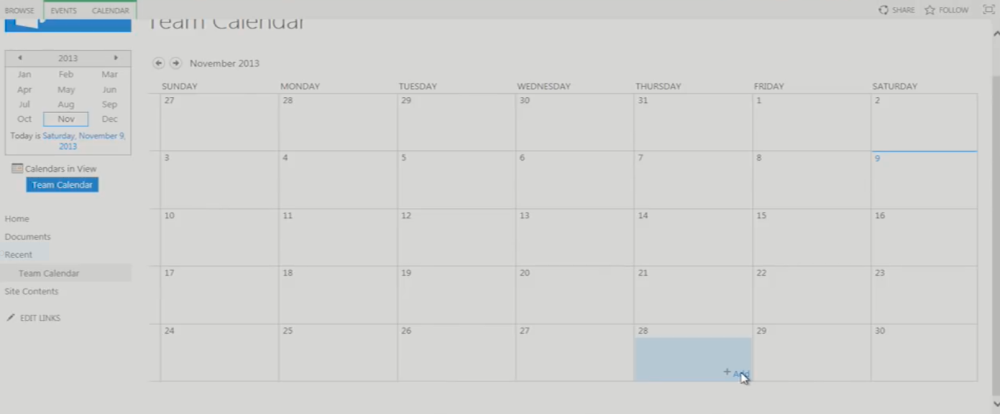 BROWSE EVENTS CALENDAR SHARE FOLLOW
Team Calendar
2013
Jan Feb Mar
Apr May Jun
Jul Aug Sep
Oct Nov Dec
Today is Saturday, November 9,
2013
Calendars in View
Team Calendar
Home
Documents
Recent
Team Calendar
Site Contents
EDIT LINKS
November 2013
SUNDAY MONDAY TUESDAY WEDNESDAY THURSDAY FRIDAY SATURDAY
27 28 29 30 31 1 2
3 4 5 6 7 8 9
10 11 12 13 14 15 16
17 18 19 20 21 22 23
24 25 26 27 28 29 30
+ Add